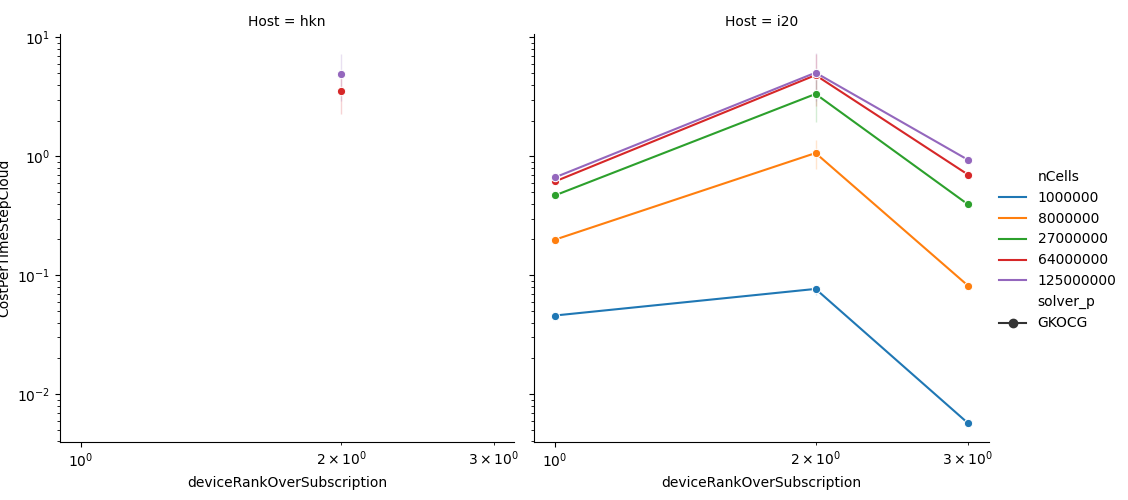 Host = hkn
Host = i20
CostPerTimeStepCloud
10¹
10⁰
10⁻¹
10⁻²
10⁰
2 × 10⁰
3 × 10⁰
deviceRankOverSubscription
10⁰
2 × 10⁰
3 × 10⁰
deviceRankOverSubscription
nCells
1000000
8000000
27000000
64000000
125000000
solver_p
GKOCG